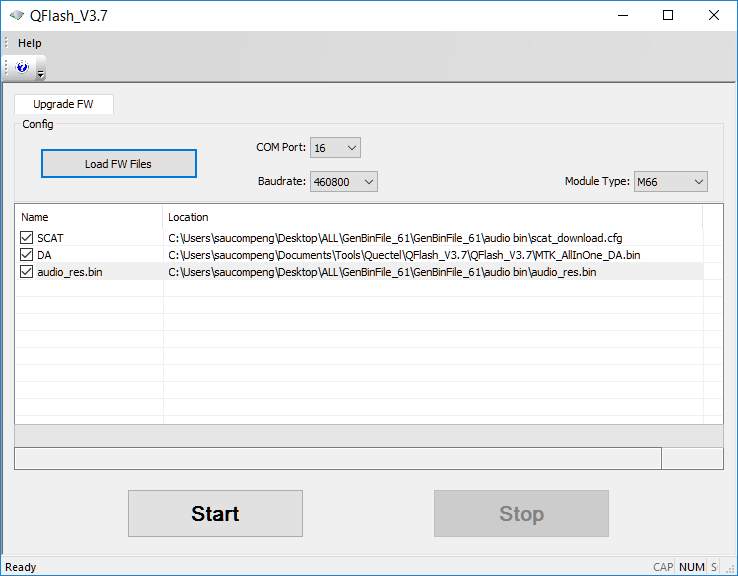 QFlash_V3.7
Help
Upgrade FW
Config
Load FW Files
COM Port: 16
Baudrate: 460800
Module Type: M66
Name Location
SCAT C:\Users\saucompeng\Desktop\ALL\GenBinFile_61\GenBinFile_61\audio bin\scat_download.cfg
DA C:\Users\saucompeng\Documents\Tools\Quectel\QFlash_V3.7\QFlash_V3.7\MTK_AllInOne_DA.bin
audio_res.bin C:\Users\saucompeng\Desktop\ALL\GenBinFile_61\GenBinFile_61\audio bin\audio_res.bin
Start Stop
Ready CAP NUM